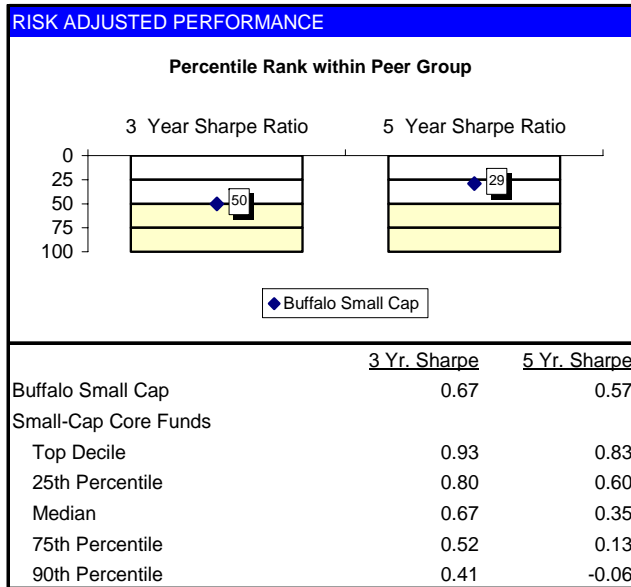 RISK ADJUSTED PERFORMANCE
Percentile Rank within Peer Group
3 Year Sharpe Ratio 5 Year Sharpe Ratio
0
25
50
75
100
50
29
Buffalo Small Cap
3 Yr. Sharpe 5 Yr. Sharpe
Buffalo Small Cap 0.67 0.57
Small-Cap Core Funds
Top Decile 0.93 0.83
25th Percentile 0.80 0.60
Median 0.67 0.35
75th Percentile 0.52 0.13
90th Percentile 0.41 -0.06